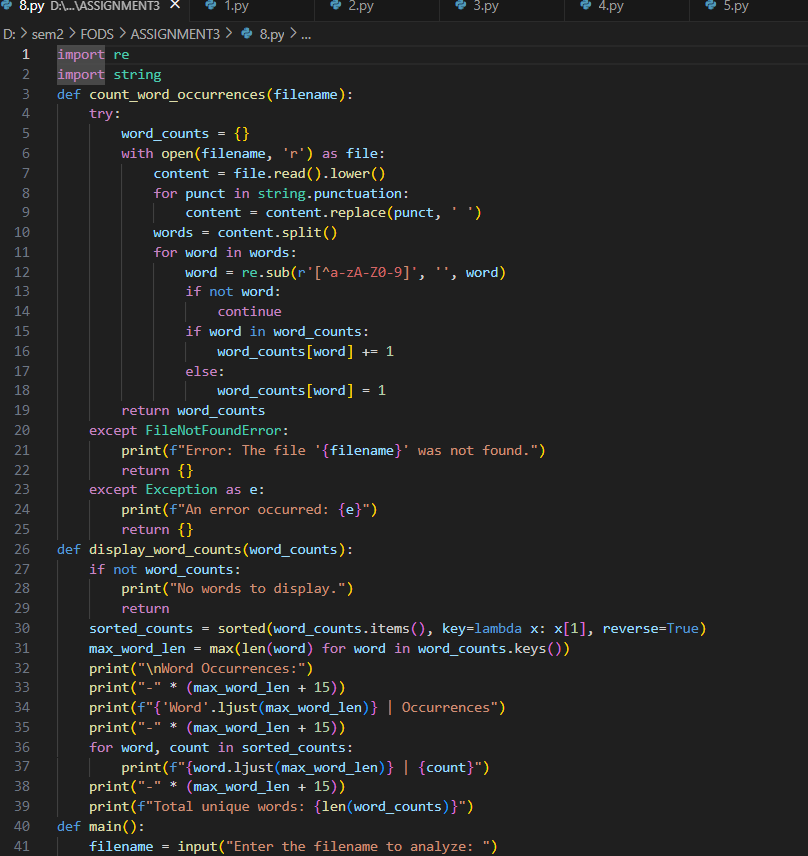 8.py D:\...\ASSIGNMENT3 × 1.py 2.py 3.py 4.py 5.py
D: > sem2 > FODS > ASSIGNMENT3 > 8.py > ...
1 import re
2 import string
3 def count_word_occurrences(filename):
4     try:
5         word_counts = {}
6         with open(filename, 'r') as file:
7             content = file.read().lower()
8             for punct in string.punctuation:
9                 content = content.replace(punct, ' ')
10             words = content.split()
11             for word in words:
12                 word = re.sub(r'[^a-zA-Z0-9]', '', word)
13                 if not word:
14                     continue
15                 if word in word_counts:
16                     word_counts[word] += 1
17                 else:
18                     word_counts[word] = 1
19         return word_counts
20     except FileNotFoundError:
21         print(f"Error: The file '{filename}' was not found.")
22         return {}
23     except Exception as e:
24         print(f"An error occurred: {e}")
25         return {}
26 def display_word_counts(word_counts):
27     if not word_counts:
28         print("No words to display.")
29         return
30     sorted_counts = sorted(word_counts.items(), key=lambda x: x[1], reverse=True)
31     max_word_len = max(len(word) for word in word_counts.keys())
32     print("\nWord Occurrences:")
33     print("-" * (max_word_len + 15))
34     print(f"{'Word'.ljust(max_word_len)} | Occurrences")
35     print("-" * (max_word_len + 15))
36     for word, count in sorted_counts:
37         print(f"{word.ljust(max_word_len)} | {count}")
38     print("-" * (max_word_len + 15))
39     print(f"Total unique words: {len(word_counts)}")
40 def main():
41     filename = input("Enter the filename to analyze: ")